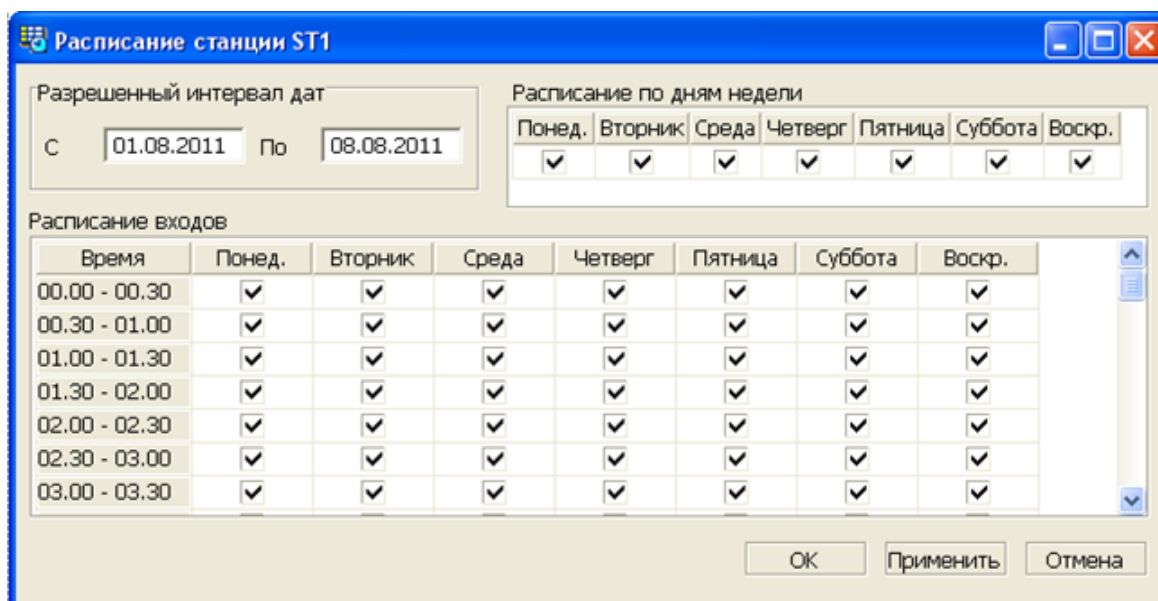 Расписание станции ST1
Разрешенный интервал дат
С 01.08.2011 По 08.08.2011
Расписание по дням недели
Понед. Вторник Среда Четверг Пятница Суббота Воскр.
Расписание входов
Время Понед. Вторник Среда Четверг Пятница Суббота Воскр.
00.00 - 00.30
00.30 - 01.00
01.00 - 01.30
01.30 - 02.00
02.00 - 02.30
02.30 - 03.00
03.00 - 03.30
OK Применить Отмена